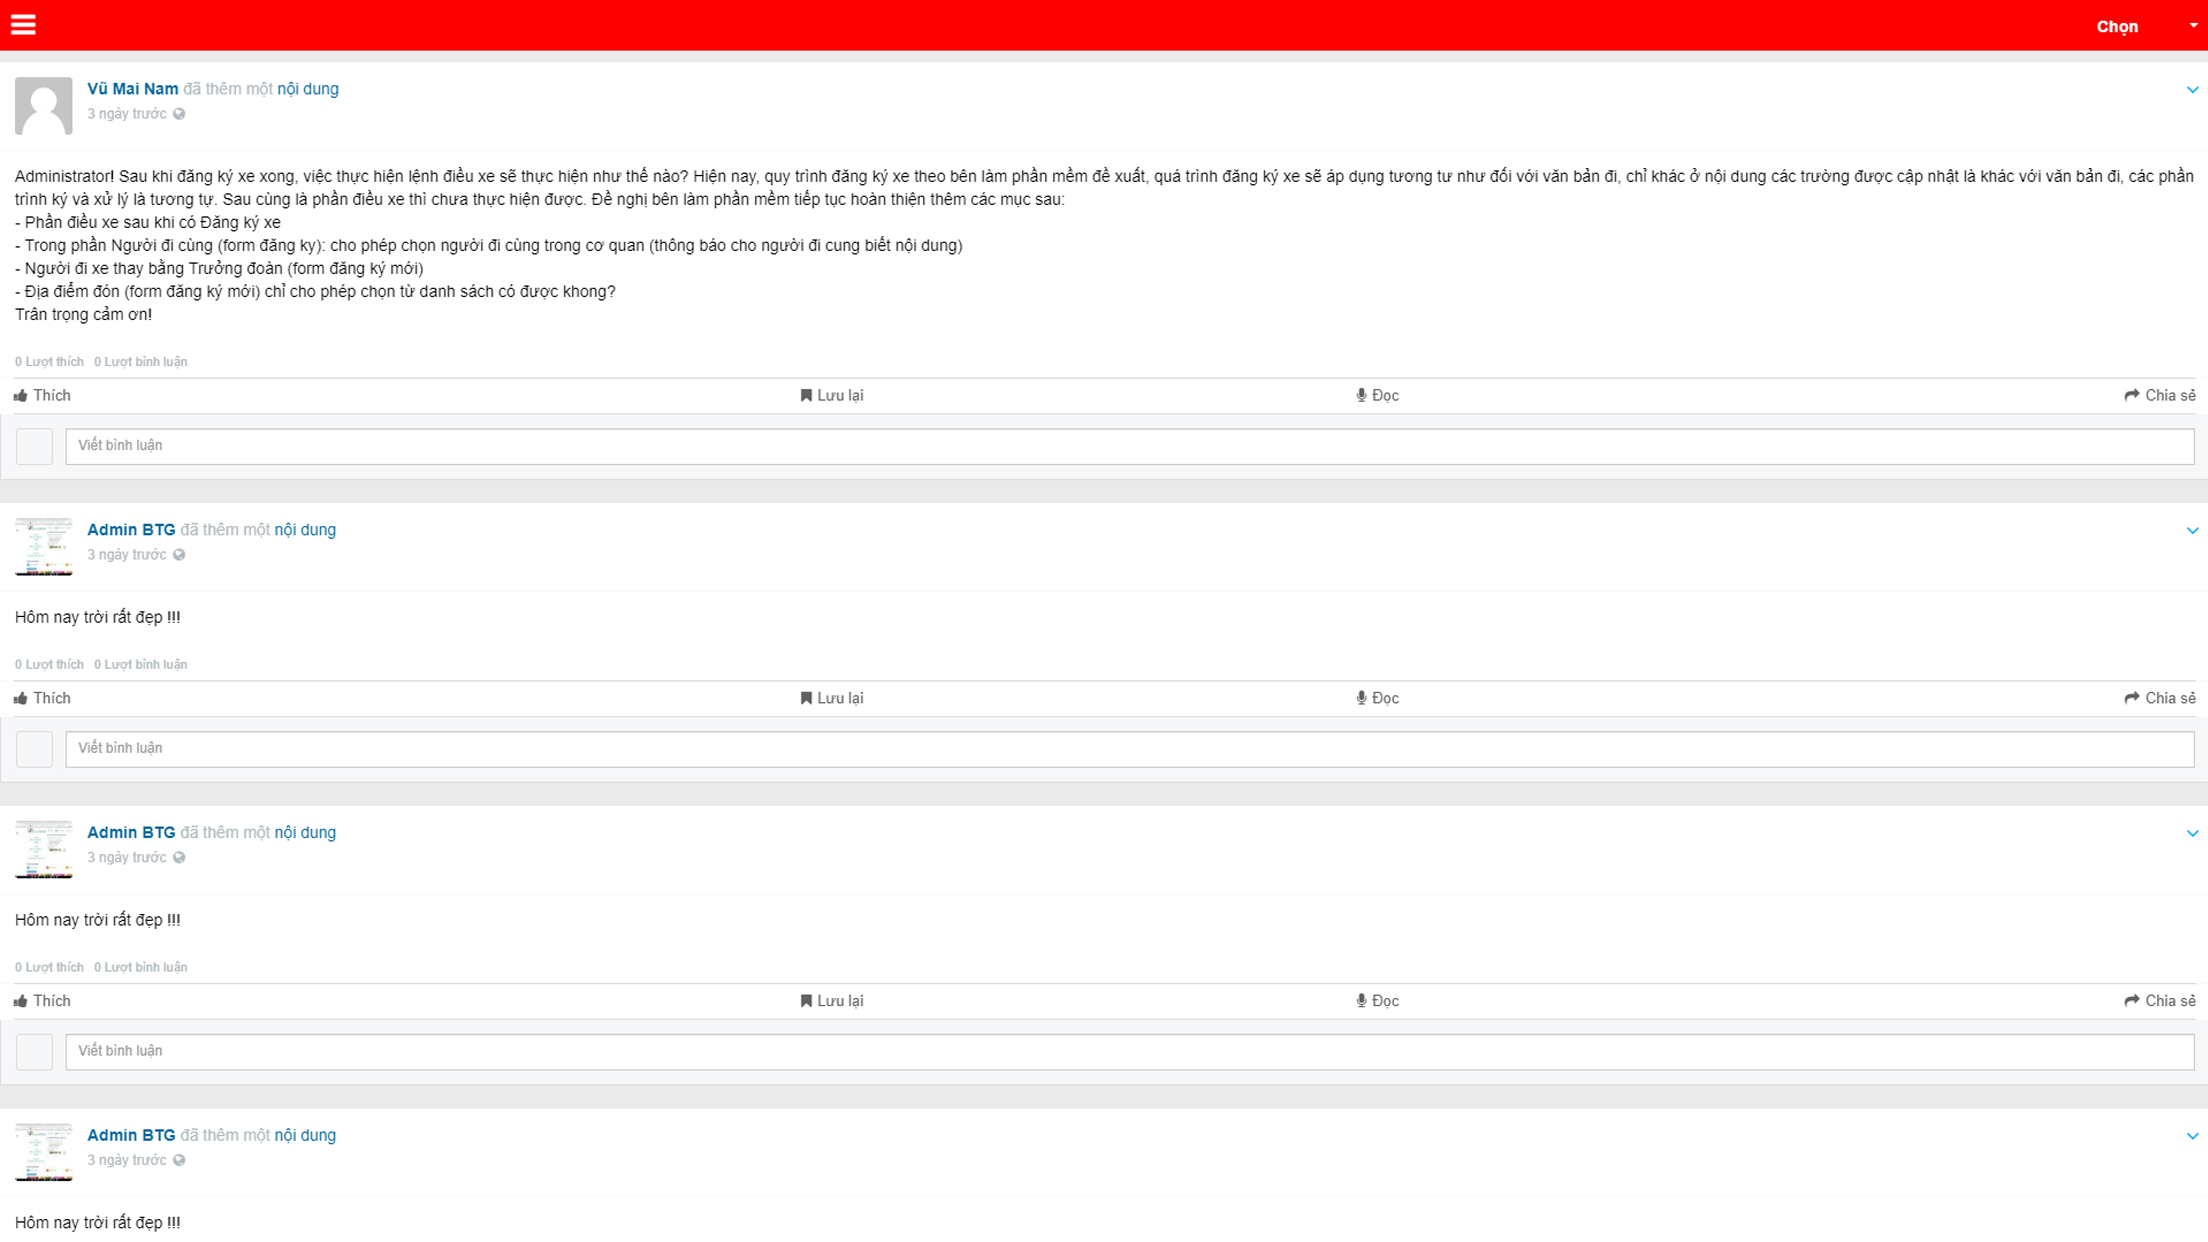 Chọn
Vũ Mai Nam đã thêm một nội dung
3 ngày trước
Administrator! Sau khi đăng ký xe xong, việc thực hiện lệnh điều xe sẽ thực hiện như thế nào? Hiện nay, quy trình đăng ký xe theo bên làm phần mềm đề xuất, quá trình đăng ký xe sẽ áp dụng tương tư như đối với văn bản đi, chỉ khác ở nội dung các trường được cập nhật là khác với văn bản đi, các phần
trình ký và xử lý là tương tự. Sau cùng là phần điều xe thì chưa thực hiện được. Đề nghị bên làm phần mềm tiếp tục hoàn thiện thêm các mục sau:
- Phần điều xe sau khi có Đăng ký xe
- Trong phần Người đi cùng (form đăng ky): cho phép chọn người đi cùng trong cơ quan (thông báo cho người đi cung biết nội dung)
- Người đi xe thay bằng Trưởng đoàn (form đăng ký mới)
- Địa điểm đón (form đăng ký mới) chỉ cho phép chọn từ danh sách có được khong?
Trân trọng cảm ơn!
0 Lượt thích 0 Lượt bình luận
Thích Lưu lại Đọc Chia sẻ
Viết bình luận
Admin BTG đã thêm một nội dung
3 ngày trước
Hôm nay trời rất đẹp !!!
0 Lượt thích 0 Lượt bình luận
Thích Lưu lại Đọc Chia sẻ
Viết bình luận
Admin BTG đã thêm một nội dung
3 ngày trước
Hôm nay trời rất đẹp !!!
0 Lượt thích 0 Lượt bình luận
Thích Lưu lại Đọc Chia sẻ
Viết bình luận
Admin BTG đã thêm một nội dung
3 ngày trước
Hôm nay trời rất đẹp !!!